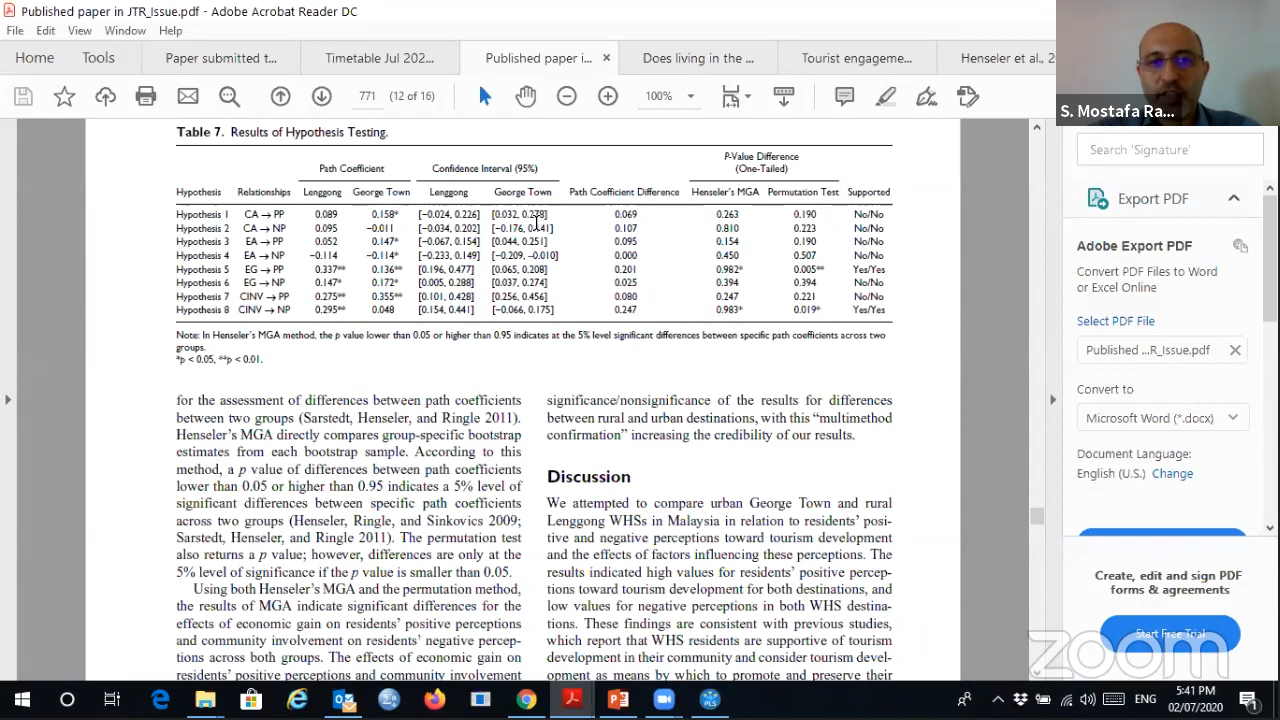 Published paper in JTR_Issue.pdf - Adobe Acrobat Reader DC
File Edit View Window Help
Home Tools Paper submitted t... Timetable Jul 202... Published paper i... × Does living in the ... Tourist engageme... Henseler et al., 2
771 (12 of 16) 100%
S. Mostafa Ra...
Table 7. Results of Hypothesis Testing.
Path Coefficient Confidence Interval (95%) P-Value Difference (One-Tailed)
Hypothesis Relationships Lenggong George Town Lenggong George Town Path Coefficient Difference Henseler's MGA Permutation Test Supported
Hypothesis 1 CA → PP 0.089 0.158* [−0.024, 0.226] [0.032, 0.278] 0.069 0.263 0.190 No/No
Hypothesis 2 CA → NP 0.095 −0.011 [−0.034, 0.202] [−0.176, 0.141] 0.107 0.810 0.223 No/No
Hypothesis 3 EA → PP 0.052 0.147* [−0.067, 0.154] [0.044, 0.251] 0.095 0.154 0.190 No/No
Hypothesis 4 EA → NP −0.114 −0.114* [−0.233, 0.149] [−0.209, −0.010] 0.000 0.450 0.507 No/No
Hypothesis 5 EG → PP 0.337** 0.136** [0.196, 0.477] [0.065, 0.208] 0.201 0.982* 0.005** Yes/Yes
Hypothesis 6 EG → NP 0.147* 0.172* [0.005, 0.288] [0.037, 0.274] 0.025 0.394 0.394 No/No
Hypothesis 7 CINV → PP 0.275** 0.355** [0.101, 0.428] [0.256, 0.456] 0.080 0.247 0.221 No/No
Hypothesis 8 CINV → NP 0.295** 0.048 [0.154, 0.441] [−0.066, 0.175] 0.247 0.983* 0.019* Yes/Yes
Note: In Henseler's MGA method, the p value lower than 0.05 or higher than 0.95 indicates at the 5% level significant differences between specific path coefficients across two
groups.
*p < 0.05, **p < 0.01.
for the assessment of differences between path coefficients
between two groups (Sarstedt, Henseler, and Ringle 2011).
Henseler's MGA directly compares group-specific bootstrap
estimates from each bootstrap sample. According to this
method, a p value of differences between path coefficients
lower than 0.05 or higher than 0.95 indicates a 5% level of
significant differences between specific path coefficients
across two groups (Henseler, Ringle, and Sinkovics 2009;
Sarstedt, Henseler, and Ringle 2011). The permutation test
also returns a p value; however, differences are only at the
5% level of significance if the p value is smaller than 0.05.
Using both Henseler's MGA and the permutation method,
the results of MGA indicate significant differences for the
effects of economic gain on residents' positive perceptions
and community involvement on residents' negative percep-
tions across both groups. The effects of economic gain on
residents' positive perceptions and community involvement
significance/nonsignificance of the results for differences
between rural and urban destinations, with this "multimethod
confirmation" increasing the credibility of our results.
Discussion
We attempted to compare urban George Town and rural
Lenggong WHSs in Malaysia in relation to residents' posi-
tive and negative perceptions toward tourism development
and the effects of factors influencing these perceptions. The
results indicated high values for residents' positive percep-
tions toward tourism development for both destinations, and
low values for negative perceptions in both WHS destina-
tions. These findings are consistent with previous studies,
which report that WHS residents are supportive of tourism
development in their community and consider tourism devel-
opment as means by which to promote and preserve their
Search 'Signature'
Export PDF
Adobe Export PDF
Convert PDF Files to Word
or Excel Online
Select PDF File
Published ...R_Issue.pdf ×
Convert to
Microsoft Word (*.docx)
Document Language:
English (U.S.) Change
Create, edit and sign PDF
forms & agreements
Start Free Trial
zoom
ENG
5:41 PM
02/07/2020
1